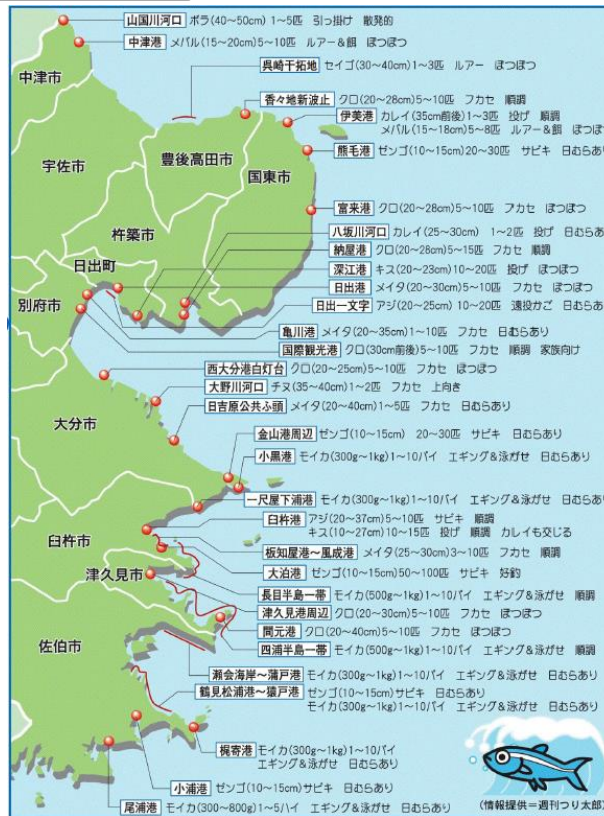 山国川河口 ボラ(40~50cm) 1~5匹 引っ掛け 散発的
中津港 メバル(15~20cm)5~10匹 ルアー&餌 ぼつぼつ
中津市
呉崎干拓地 セイゴ(30~40cm)1~3匹 ルアー ぼつぼつ
香々地新波止 クロ(20~28cm)5~10匹 フカセ 順調
伊美港 カレイ(35cm前後)1~3匹 投げ 順調
メバル(15~18cm)5~8匹 ルアー&餌 ぼつぼつ
熊毛港 ゼンゴ(10~15cm)20~30匹 サビキ 日むらあり
宇佐市
豊後高田市
国東市
富来港 クロ(20~28cm)5~10匹 フカセ ぼつぼつ
八坂川河口 カレイ(25~30cm) 1~2匹 投げ 日むらあり
杵築市
納屋港 クロ(20~28cm)5~15匹 フカセ 順調
日出町
深江港 キス(20~23cm)10~20匹 投げ ぼつぼつ
日出港 メイタ(20~30cm)5~10匹 フカセ ぼつぼつ
別府市
日出一文字 アジ(20~25cm)10~20匹 遠投かご 日むらあり
亀川港 メイタ(20~35cm)1~10匹 フカセ 日むらあり
国際観光港 クロ(30cm前後)5~10匹 フカセ 順調 家族向け
西大分港白灯台 クロ(20~25cm)5~10匹 フカセ ぼつぼつ
大野川河口 チヌ(35~40cm)1~2匹 フカセ 上向き
日吉原公共ふ頭 メイタ(20~40cm)1~5匹 フカセ 日むらあり
大分市
金山港周辺 ゼンゴ(10~15cm) 20~30匹 サビキ 日むらあり
小黒港 モイカ(300g~1kg)1~10パイ エギング&泳がせ 日むらあり
一尺屋下浦港 モイカ(300g~1kg)1~10パイ エギング&泳がせ 日むらあり
臼杵港 アジ(20~37cm)5~10匹 サビキ 順調
キス(10~27cm)10~15匹 投げ 順調 カレイも交じる
臼杵市
板知屋港~風成港 メイタ(25~30cm)3~10匹 フカセ 順調
大泊港 ゼンゴ(10~15cm)50~100匹 サビキ 好釣
津久見市
長目半島一帯 モイカ(500g~1kg)1~10パイ エギング&泳がせ 順調
津久見港周辺 クロ(20~30cm)5~10匹 フカセ ぼつぼつ
間元港 クロ(20~40cm)5~10匹 フカセ ぼつぼつ
四浦半島一帯 モイカ(500g~1kg)1~10パイ エギング&泳がせ 順調
佐伯市
瀬会海岸~蒲戸港 モイカ(300g~1kg)1~10パイ エギング&泳がせ 日むらあり
鶴見松浦港~猿戸港 ゼンゴ(10~15cm)サビキ 日むらあり
モイカ(300g~1kg)1~10パイ エギング&泳がせ 日むらあり
梶寄港 モイカ(300g~1kg)1~10パイ
エギング&泳がせ 日むらあり
小浦港 ゼンゴ(10~15cm)サビキ 日むらあり
尾浦港 モイカ(300~800g)1~5ハイ エギング&泳がせ 日むらあり
(情報提供=週刊つり太郎)